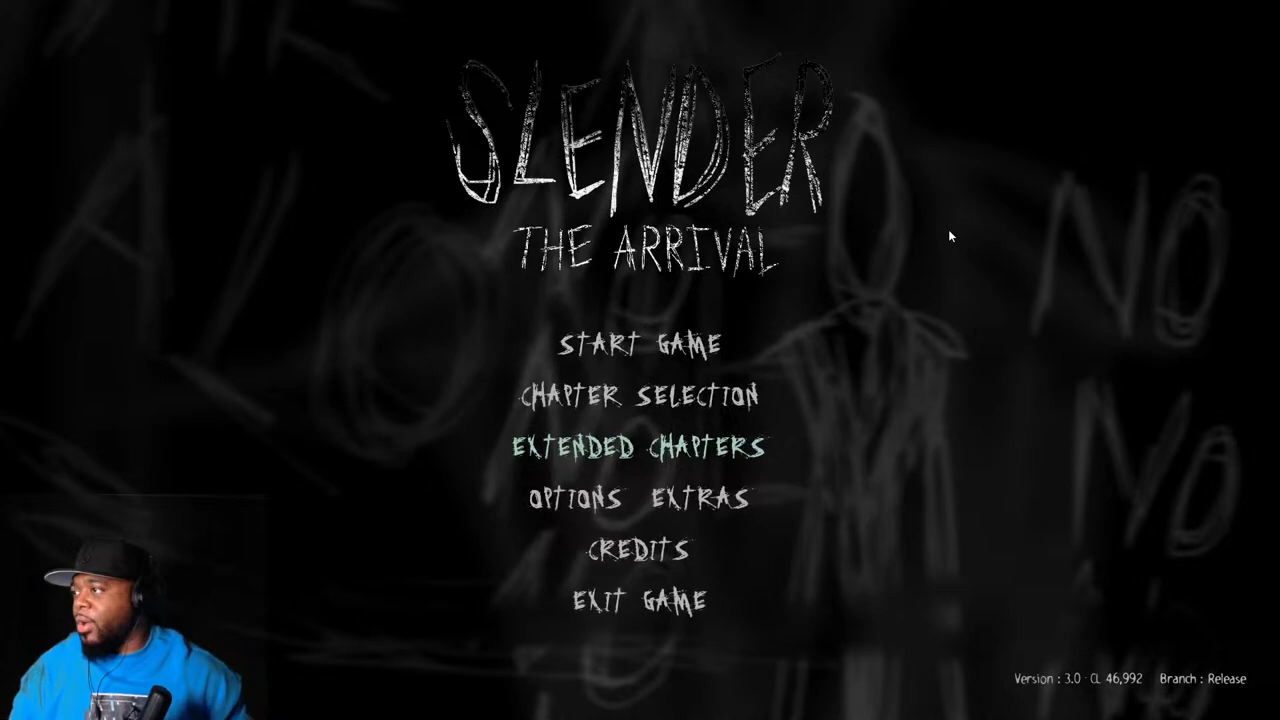 SLENDER
THE ARRIVAL
START GAME
CHAPTER SELECTION
EXTENDED CHAPTERS
OPTIONS EXTRAS
CREDITS
EXIT GAME
NO
NO
Version : 3.0 - CL 46,992 Branch : Release